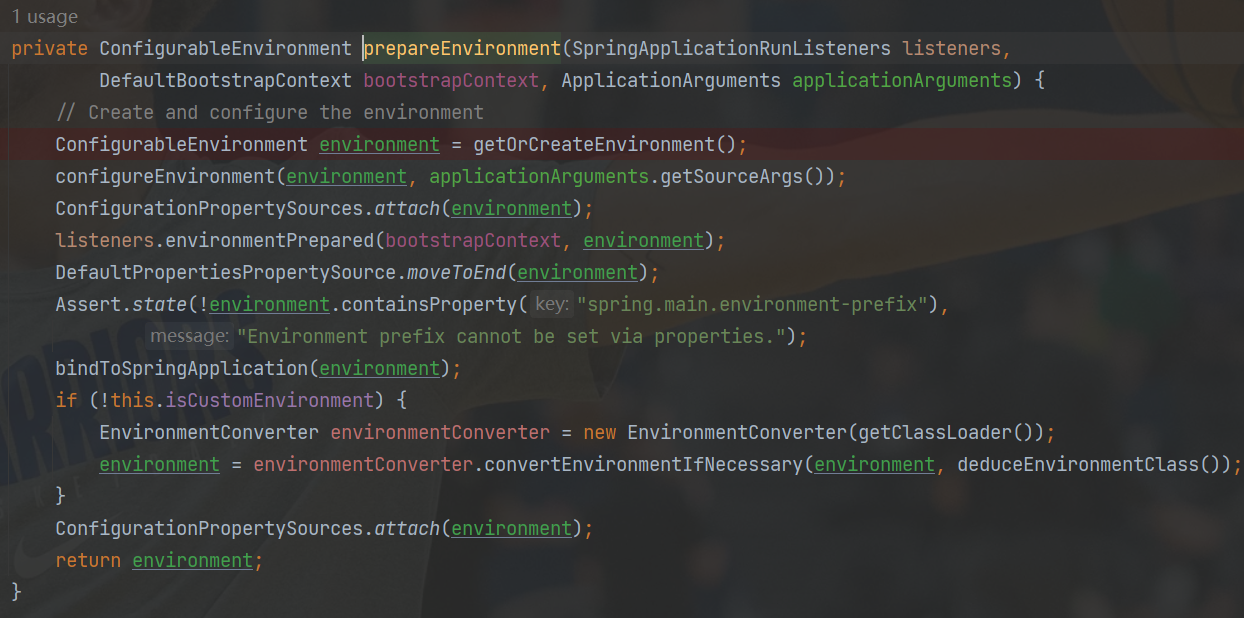 1 usage
private ConfigurableEnvironment prepareEnvironment(SpringApplicationRunListeners listeners,
        DefaultBootstrapContext bootstrapContext, ApplicationArguments applicationArguments) {
    // Create and configure the environment
    ConfigurableEnvironment environment = getOrCreateEnvironment();
    configureEnvironment(environment, applicationArguments.getSourceArgs());
    ConfigurationPropertySources.attach(environment);
    listeners.environmentPrepared(bootstrapContext, environment);
    DefaultPropertiesPropertySource.moveToEnd(environment);
    Assert.state(!environment.containsProperty( key: "spring.main.environment-prefix"),
            message: "Environment prefix cannot be set via properties.");
    bindToSpringApplication(environment);
    if (!this.isCustomEnvironment) {
        EnvironmentConverter environmentConverter = new EnvironmentConverter(getClassLoader());
        environment = environmentConverter.convertEnvironmentIfNecessary(environment, deduceEnvironmentClass());
    }
    ConfigurationPropertySources.attach(environment);
    return environment;
}